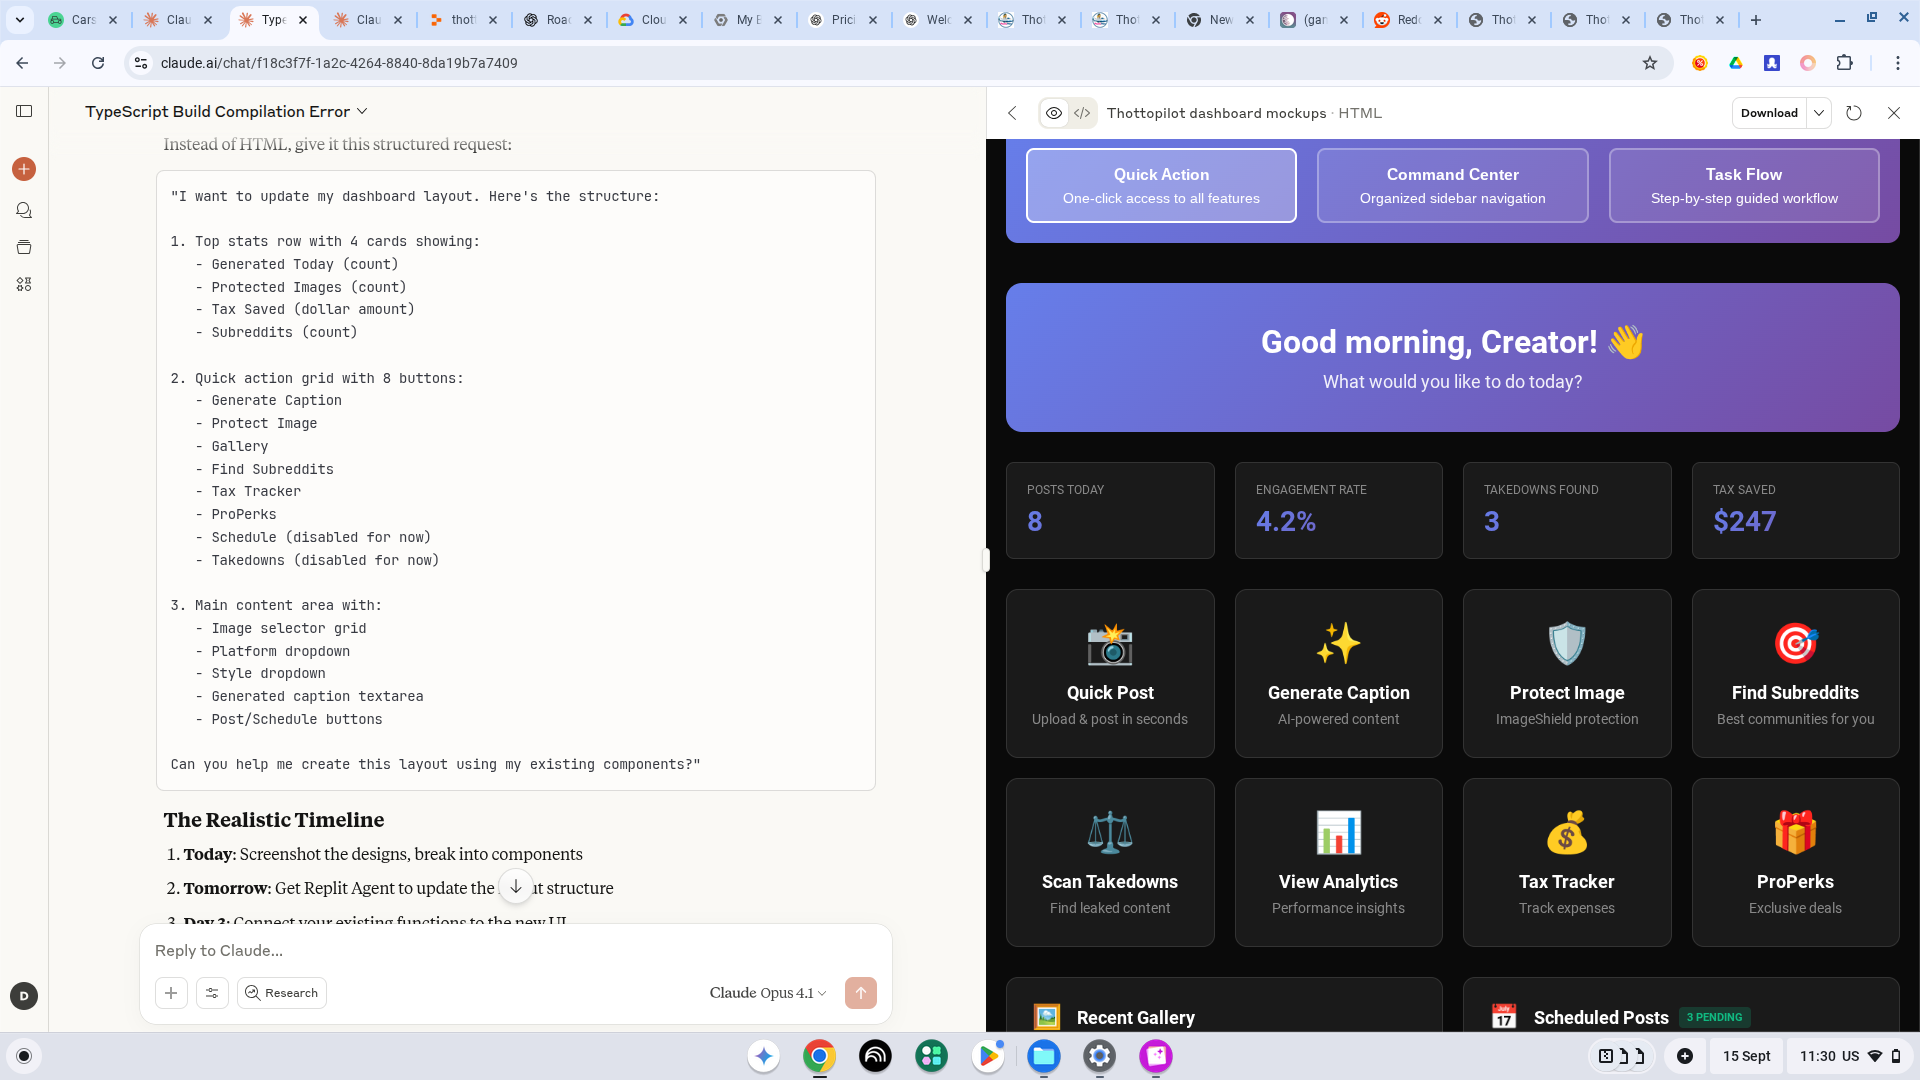 Cars
Clau
Type
Clau
thot
Roac
Clou
My E
Prici
Welc
Thot
Thot
New
(gar
Redc
Thot
Thot
Thot
claude.ai/chat/f18c3f7f-1a2c-4264-8840-8da19b7a7409
TypeScript Build Compilation Error
Instead of HTML, give it this structured request:
"I want to update my dashboard layout. Here's the structure:
1. Top stats row with 4 cards showing:
- Generated Today (count)
- Protected Images (count)
- Tax Saved (dollar amount)
- Subreddits (count)
2. Quick action grid with 8 buttons:
- Generate Caption
- Protect Image
- Gallery
- Find Subreddits
- Tax Tracker
- ProPerks
- Schedule (disabled for now)
- Takedowns (disabled for now)
3. Main content area with:
- Image selector grid
- Platform dropdown
- Style dropdown
- Generated caption textarea
- Post/Schedule buttons
Can you help me create this layout using my existing components?"
The Realistic Timeline
1. Today: Screenshot the designs, break into components
2. Tomorrow: Get Replit Agent to update the structure
3. Day 3: Connect your existing functions to the new UI
Reply to Claude...
Research
Claude Opus 4.1
D
Thottopilot dashboard mockups · HTML
Download
Quick Action
One-click access to all features
Command Center
Organized sidebar navigation
Task Flow
Step-by-step guided workflow
Good morning, Creator! 👋
What would you like to do today?
POSTS TODAY
8
ENGAGEMENT RATE
4.2%
TAKEDOWNS FOUND
3
TAX SAVED
$247
Quick Post
Upload & post in seconds
Generate Caption
AI-powered content
Protect Image
ImageShield protection
Find Subreddits
Best communities for you
Scan Takedowns
Find leaked content
View Analytics
Performance insights
Tax Tracker
Track expenses
ProPerks
Exclusive deals
Recent Gallery
July
17
Scheduled Posts
3 PENDING
15 Sept
11:30 US